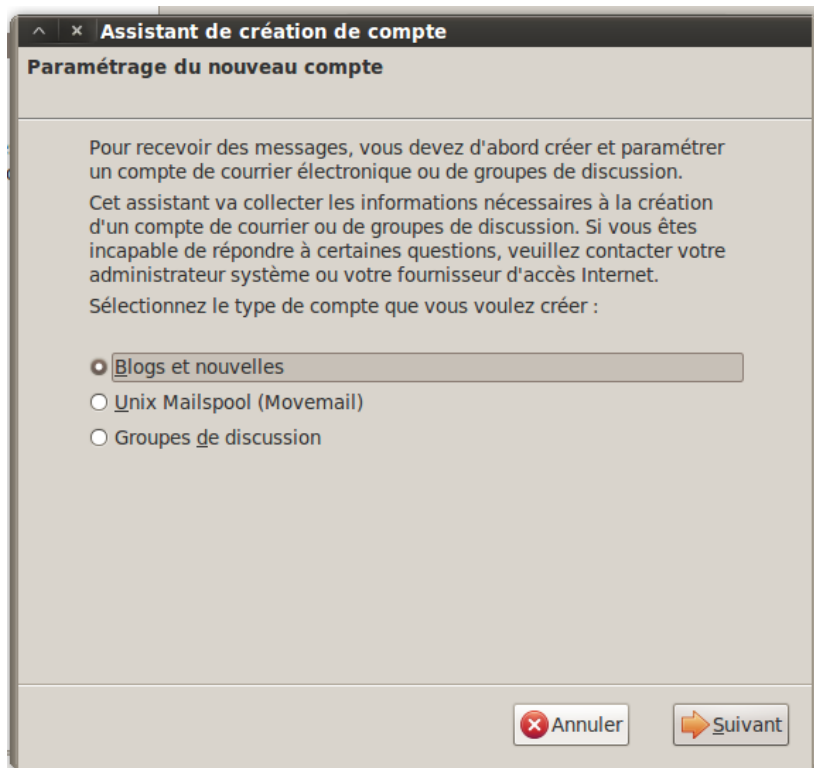 Assistant de création de compte
Paramétrage du nouveau compte
Pour recevoir des messages, vous devez d'abord créer et paramétrer
un compte de courrier électronique ou de groupes de discussion.
Cet assistant va collecter les informations nécessaires à la création
d'un compte de courrier ou de groupes de discussion. Si vous êtes
incapable de répondre à certaines questions, veuillez contacter votre
administrateur système ou votre fournisseur d'accès Internet.
Sélectionnez le type de compte que vous voulez créer :
Blogs et nouvelles
Unix Mailspool (Movemail)
Groupes de discussion
Annuler
Suivant